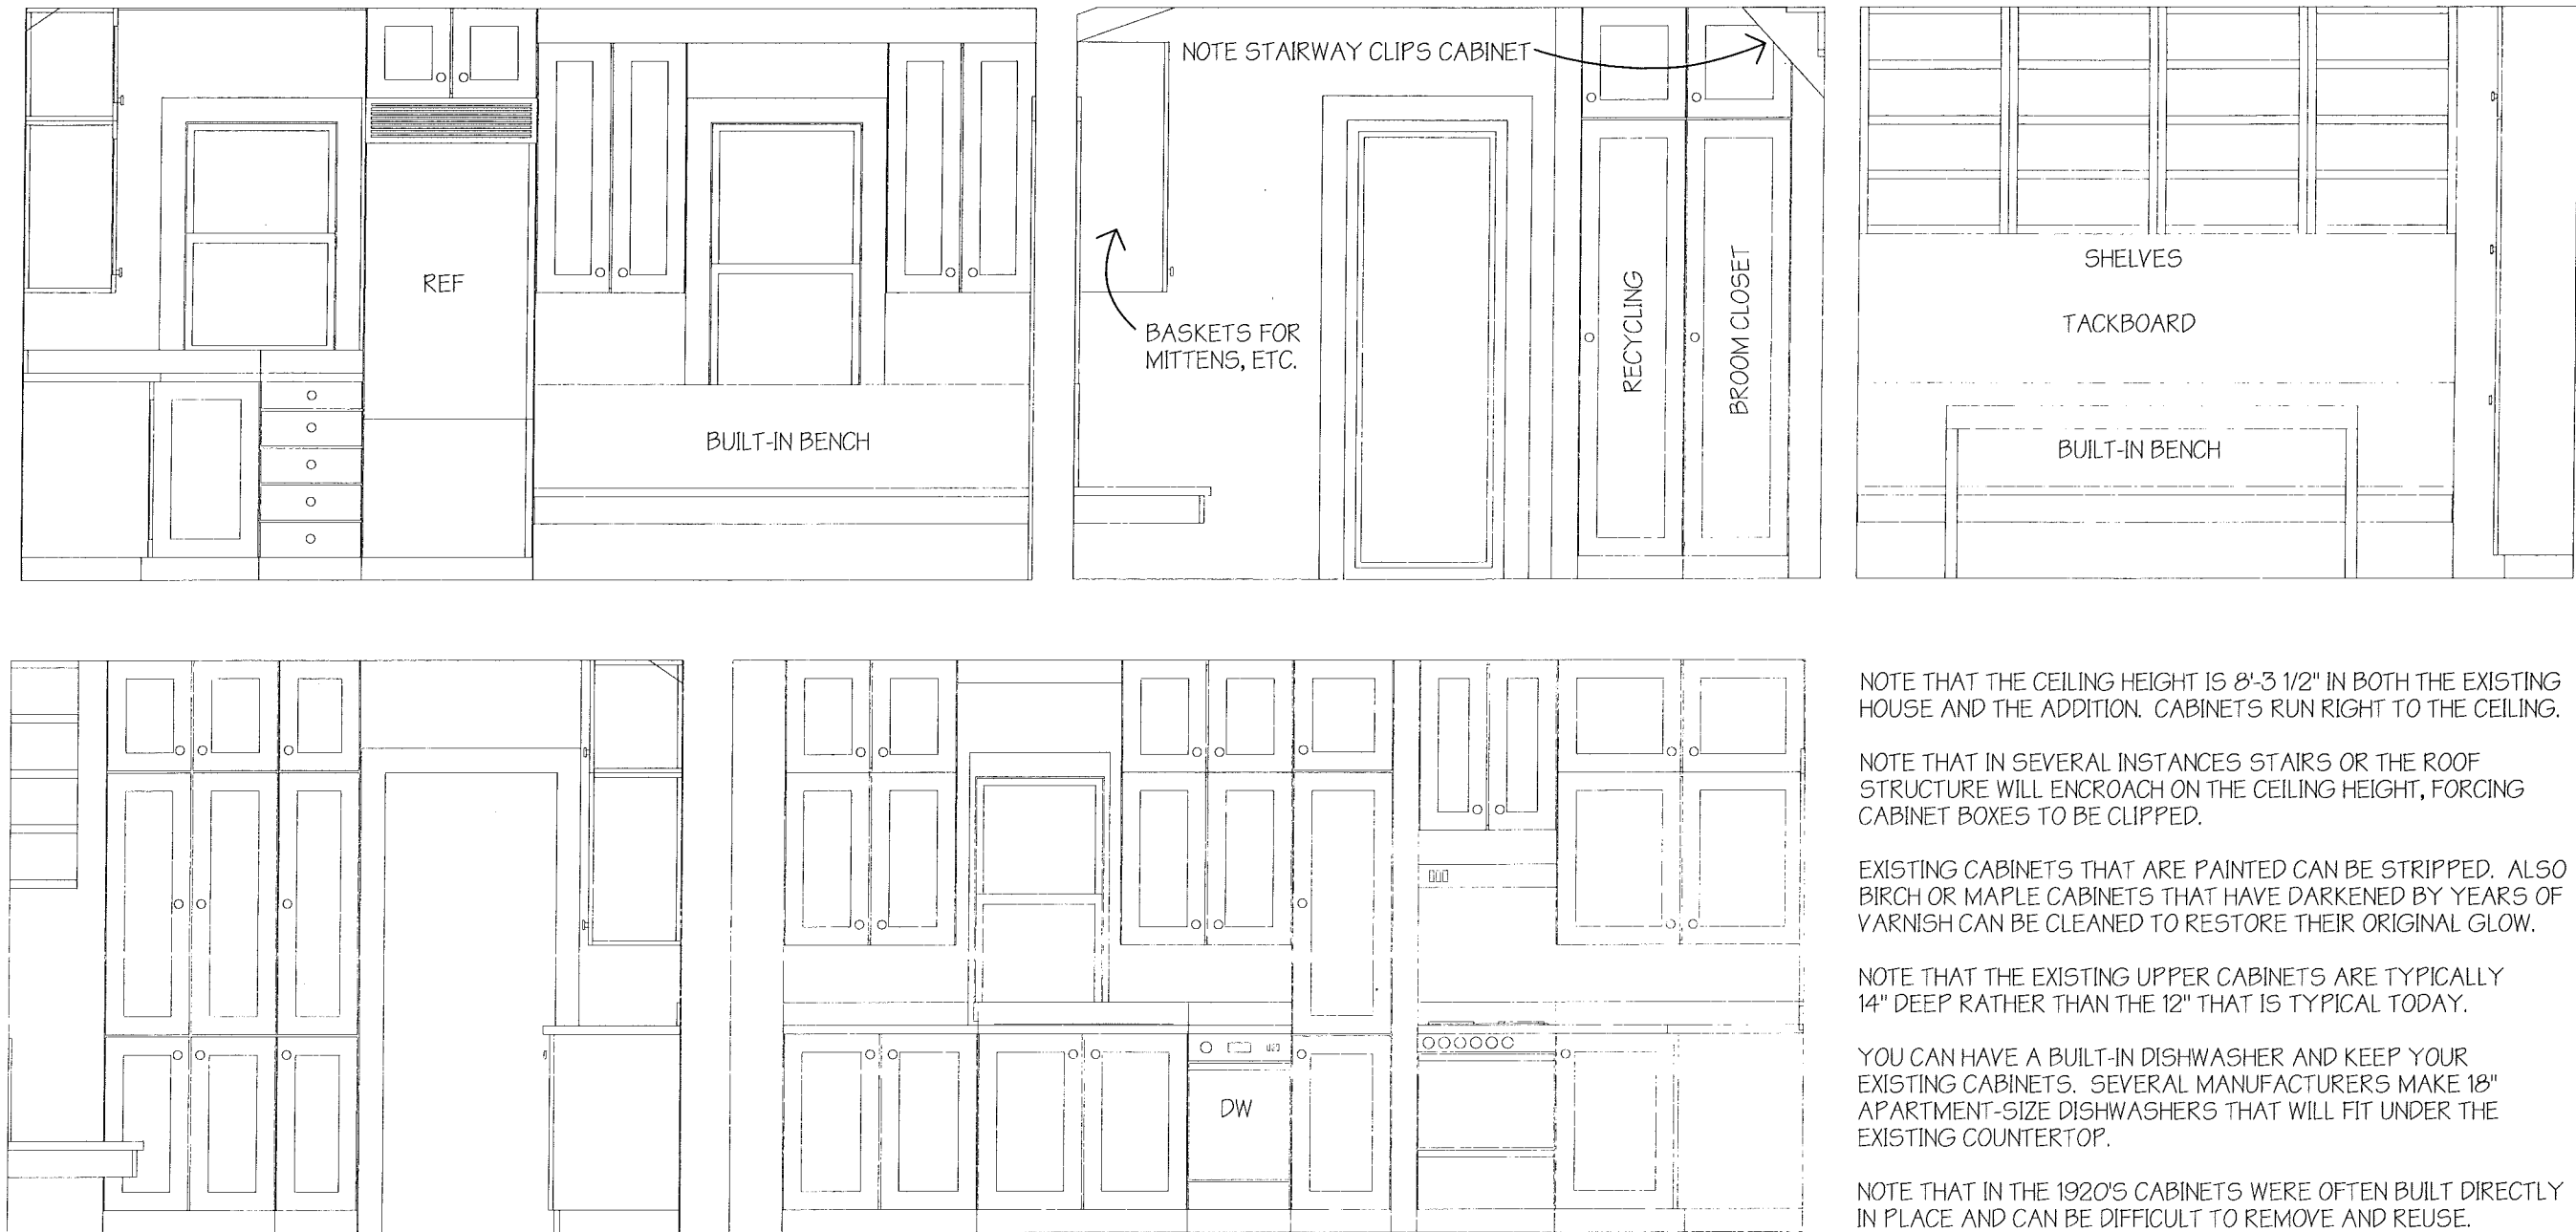 NOTE STAIRWAY CLIPS CABINET
REF
BUILT-IN BENCH
BASKETS FOR
MITTENS, ETC.
RECYCLING
BROOM CLOSET
SHELVES
TACKBOARD
BUILT-IN BENCH
DW
NOTE THAT THE CEILING HEIGHT IS 8'-3 1/2" IN BOTH THE EXISTING
HOUSE AND THE ADDITION. CABINETS RUN RIGHT TO THE CEILING.
NOTE THAT IN SEVERAL INSTANCES STAIRS OR THE ROOF
STRUCTURE WILL ENCROACH ON THE CEILING HEIGHT, FORCING
CABINET BOXES TO BE CLIPPED.
EXISTING CABINETS THAT ARE PAINTED CAN BE STRIPPED. ALSO
BIRCH OR MAPLE CABINETS THAT HAVE DARKENED BY YEARS OF
VARNISH CAN BE CLEANED TO RESTORE THEIR ORIGINAL GLOW.
NOTE THAT THE EXISTING UPPER CABINETS ARE TYPICALLY
14" DEEP RATHER THAN THE 12" THAT IS TYPICAL TODAY.
YOU CAN HAVE A BUILT-IN DISHWASHER AND KEEP YOUR
EXISTING CABINETS. SEVERAL MANUFACTURERS MAKE 18"
APARTMENT-SIZE DISHWASHERS THAT WILL FIT UNDER THE
EXISTING COUNTERTOP.
NOTE THAT IN THE 1920'S CABINETS WERE OFTEN BUILT DIRECTLY
IN PLACE AND CAN BE DIFFICULT TO REMOVE AND REUSE.